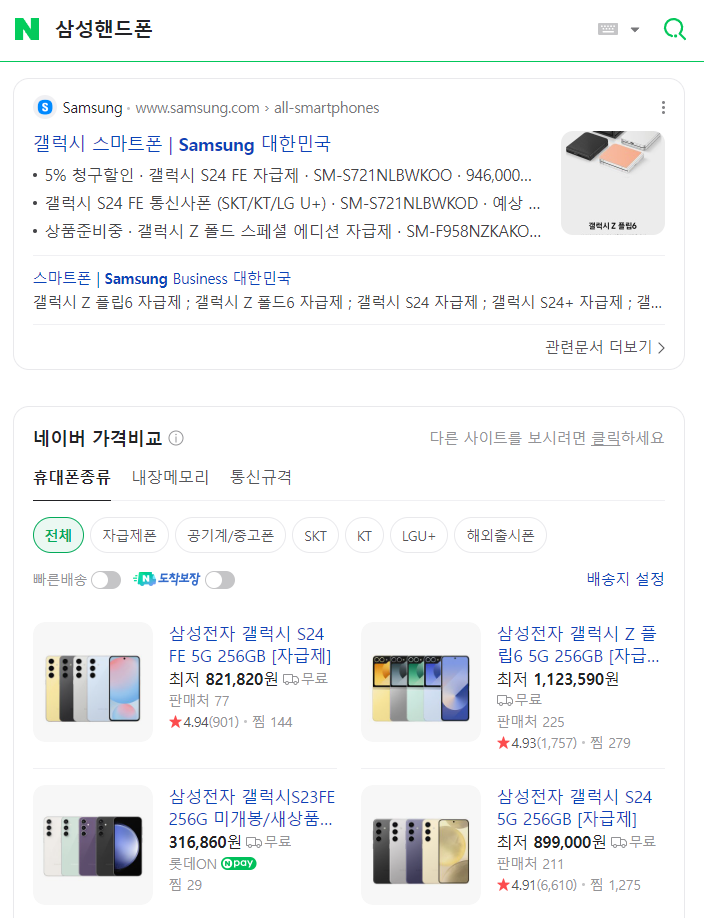 N 삼성핸드폰
S Samsung · www.samsung.com › all-smartphones
갤럭시 스마트폰 | Samsung 대한민국
• 5% 청구할인 · 갤럭시 S24 FE 자급제 · SM-S721NLBWKOO · 946,000...
• 갤럭시 S24 FE 통신사폰 (SKT/KT/LG U+) · SM-S721NLBWKOD · 예상 ...
• 상품준비중 · 갤럭시 Z 폴드 스페셜 에디션 자급제 · SM-F958NZKAKO...
갤럭시 Z 플립6
스마트폰 | Samsung Business 대한민국
갤럭시 Z 플립6 자급제 ; 갤럭시 Z 폴드6 자급제 ; 갤럭시 S24 자급제 ; 갤럭시 S24+ 자급제 ; 갤...
관련문서 더보기 >
네이버 가격비교
다른 사이트를 보시려면 클릭하세요
휴대폰종류 내장메모리 통신규격
전체 자급제폰 공기계/중고폰 SKT KT LGU+ 해외출시폰
빠른배송 N 도착보장 배송지 설정
삼성전자 갤럭시 S24
FE 5G 256GB [자급제]
최저 821,820원 무료
판매처 77
★4.94(901) · 찜 144
삼성전자 갤럭시 Z 플
립6 5G 256GB [자급...
최저 1,123,590원
무료
판매처 225
★4.93(1,757) · 찜 279
삼성전자 갤럭시S23FE
256G 미개봉/새상품...
316,860원 무료
롯데ON N pay
찜 29
삼성전자 갤럭시 S24
5G 256GB [자급제]
최저 899,000원 무료
판매처 211
★4.91(6,610) · 찜 1,275